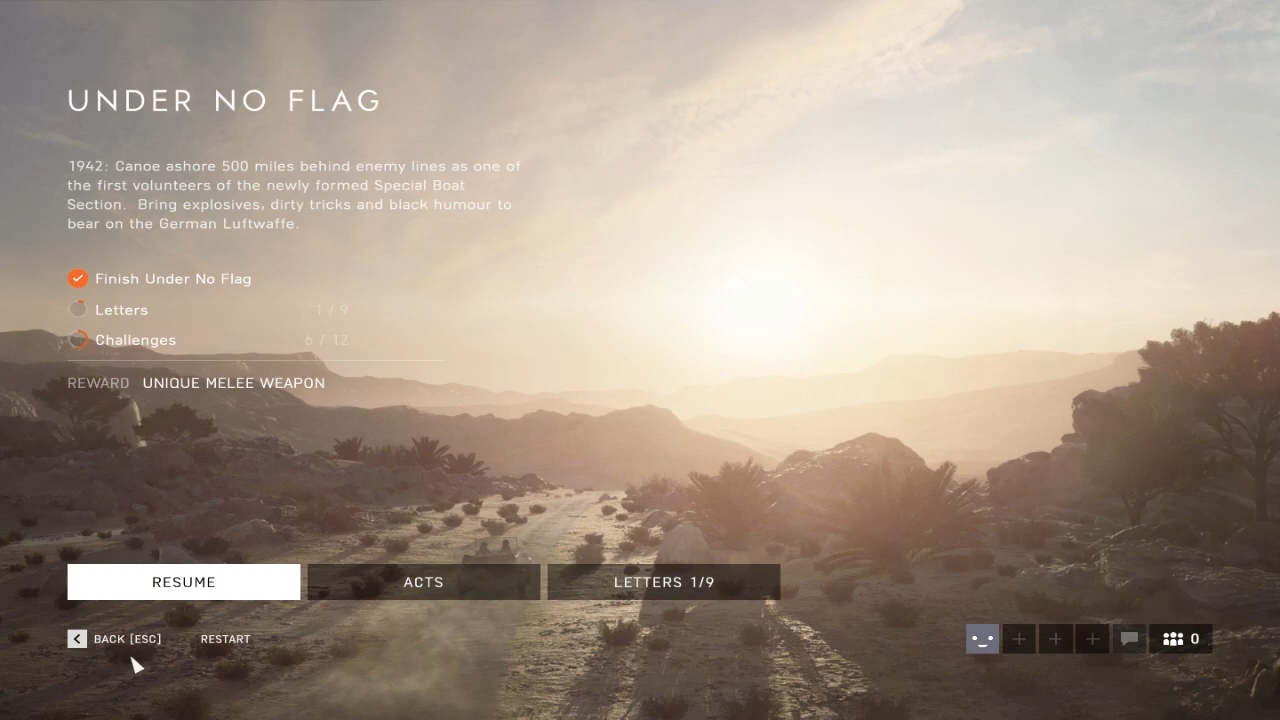 UNDER NO FLAG
1942: Canoe ashore 500 miles behind enemy lines as one of
the first volunteers of the newly formed Special Boat
Section.  Bring explosives, dirty tricks and black humour to
bear on the German Luftwaffe.
Finish Under No Flag
Letters 1 / 9
Challenges 6 / 12
REWARD UNIQUE MELEE WEAPON
RESUME ACTS LETTERS 1/9
BACK [ESC] RESTART 0